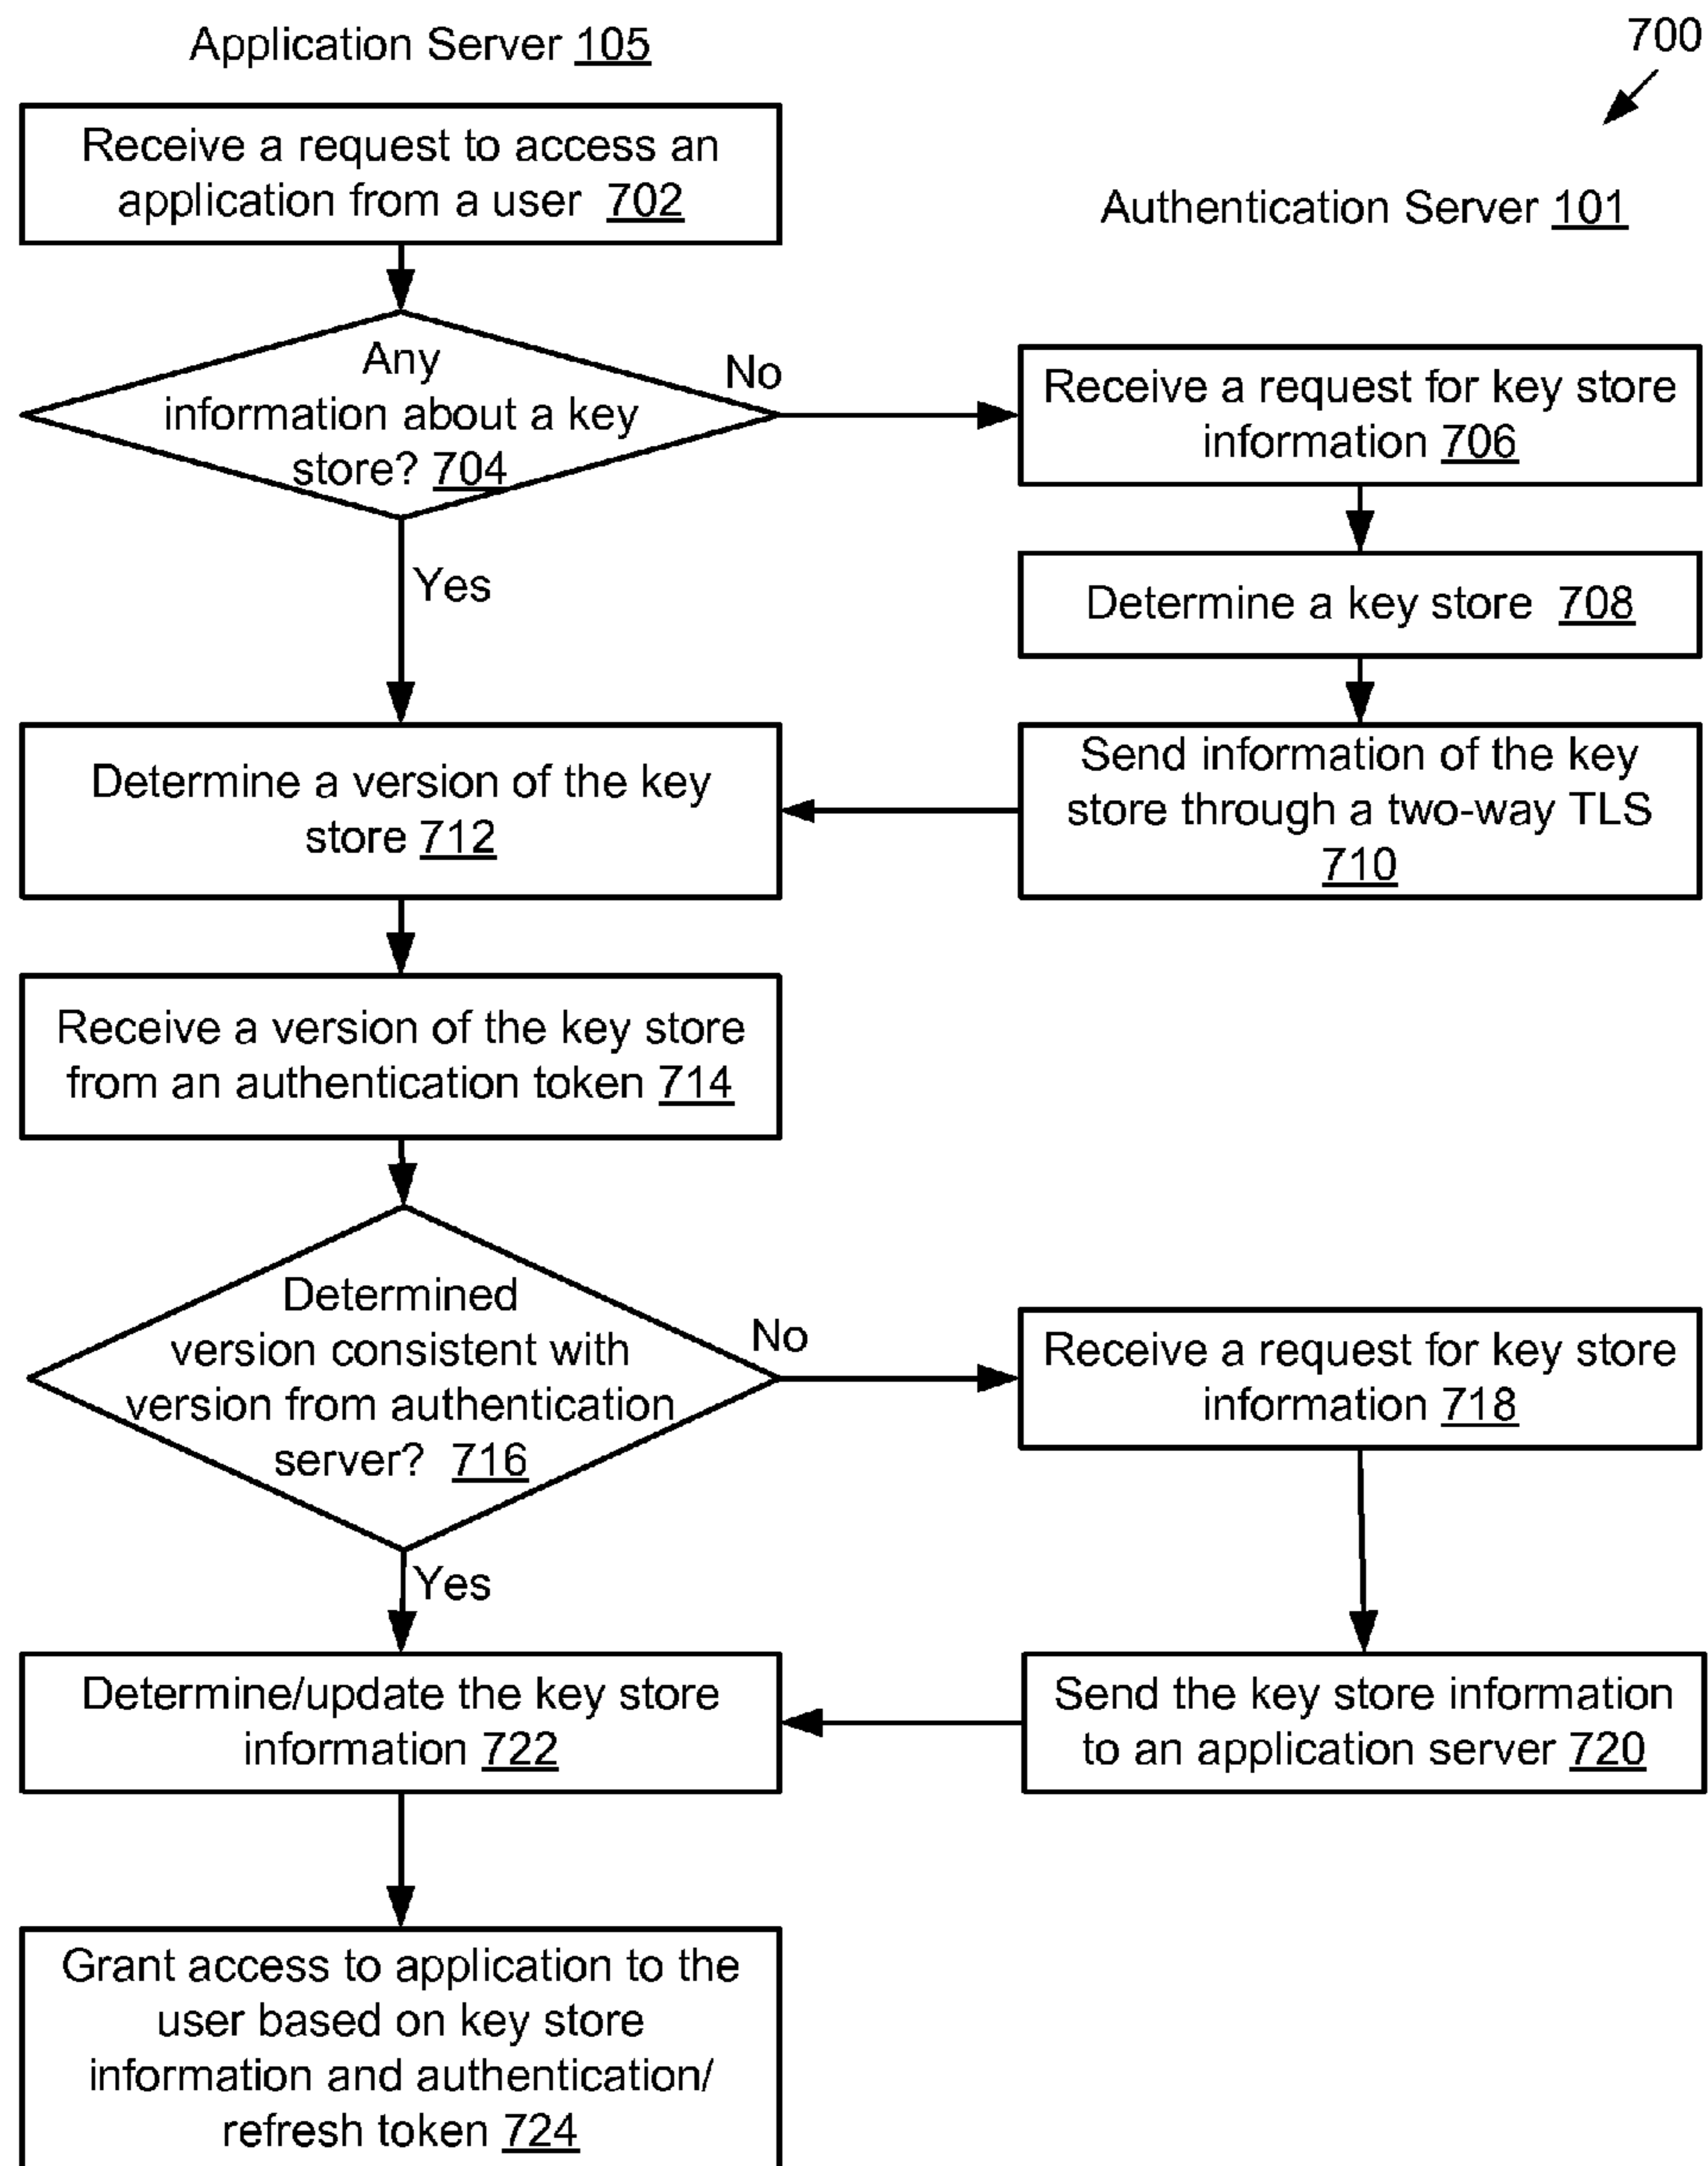 Application Server 105
700
Receive a request to access an
application from a user 702
Authentication Server 101
Any
information about a key
store? 704
No
Receive a request for key store
information 706
Yes
Determine a key store 708
Determine a version of the key
store 712
Send information of the key
store through a two-way TLS
710
Receive a version of the key store
from an authentication token 714
Determined
version consistent with
version from authentication
server? 716
No
Receive a request for key store
information 718
Yes
Determine/update the key store
information 722
Send the key store information
to an application server 720
Grant access to application to the
user based on key store
information and authentication/
refresh token 724